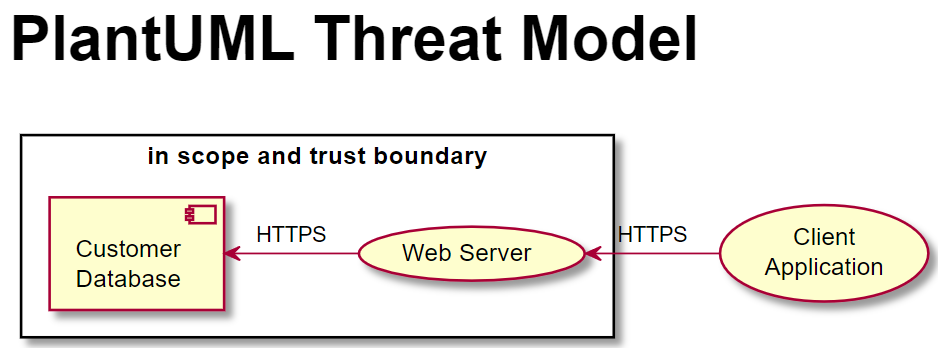 PlantUML Threat Model
in scope and trust boundary
Customer
Database
HTTPS
Web Server
HTTPS
Client
Application